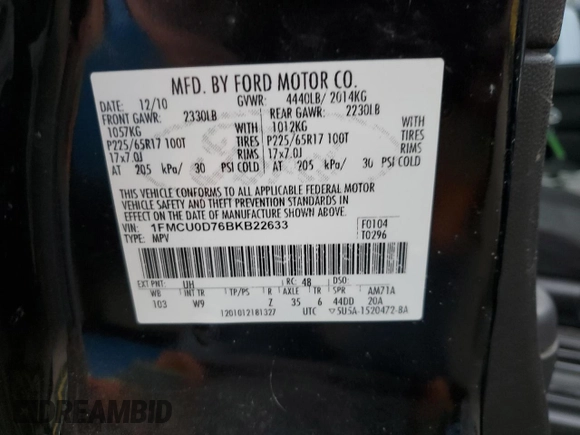 MFD. BY FORD MOTOR CO.
DATE: 12/10 GVWR: 4440LB/ 2014KG
FRONT GAWR: 2330LB REAR GAWR: 2230LB
1057KG WITH 1012KG WITH
P225/65R17 100T TIRES P225/65R17 100T TIRES
17x7.0J RIMS 17x7.0J RIMS
AT 205 kPa/ 30 PSI COLD AT 205 kPa/ 30 PSI COLD
THIS VEHICLE CONFORMS TO ALL APPLICABLE FEDERAL MOTOR
VEHICLE SAFETY AND THEFT PREVENTION STANDARDS IN
EFFECT ON THE DATE OF MANUFACTURE SHOWN ABOVE.
VIN: 1FMCU0D76BKB22633 F0104
TYPE: MPV T0296
EXT PNT: UH RC: 48 DSO:
WB INT TR TP/PS R AXLE TR SPR AM71A
103 W9 Z 35 6 44DD 20A
1201012181327 UTC 5U5A-1520472-BA
DREAMBID